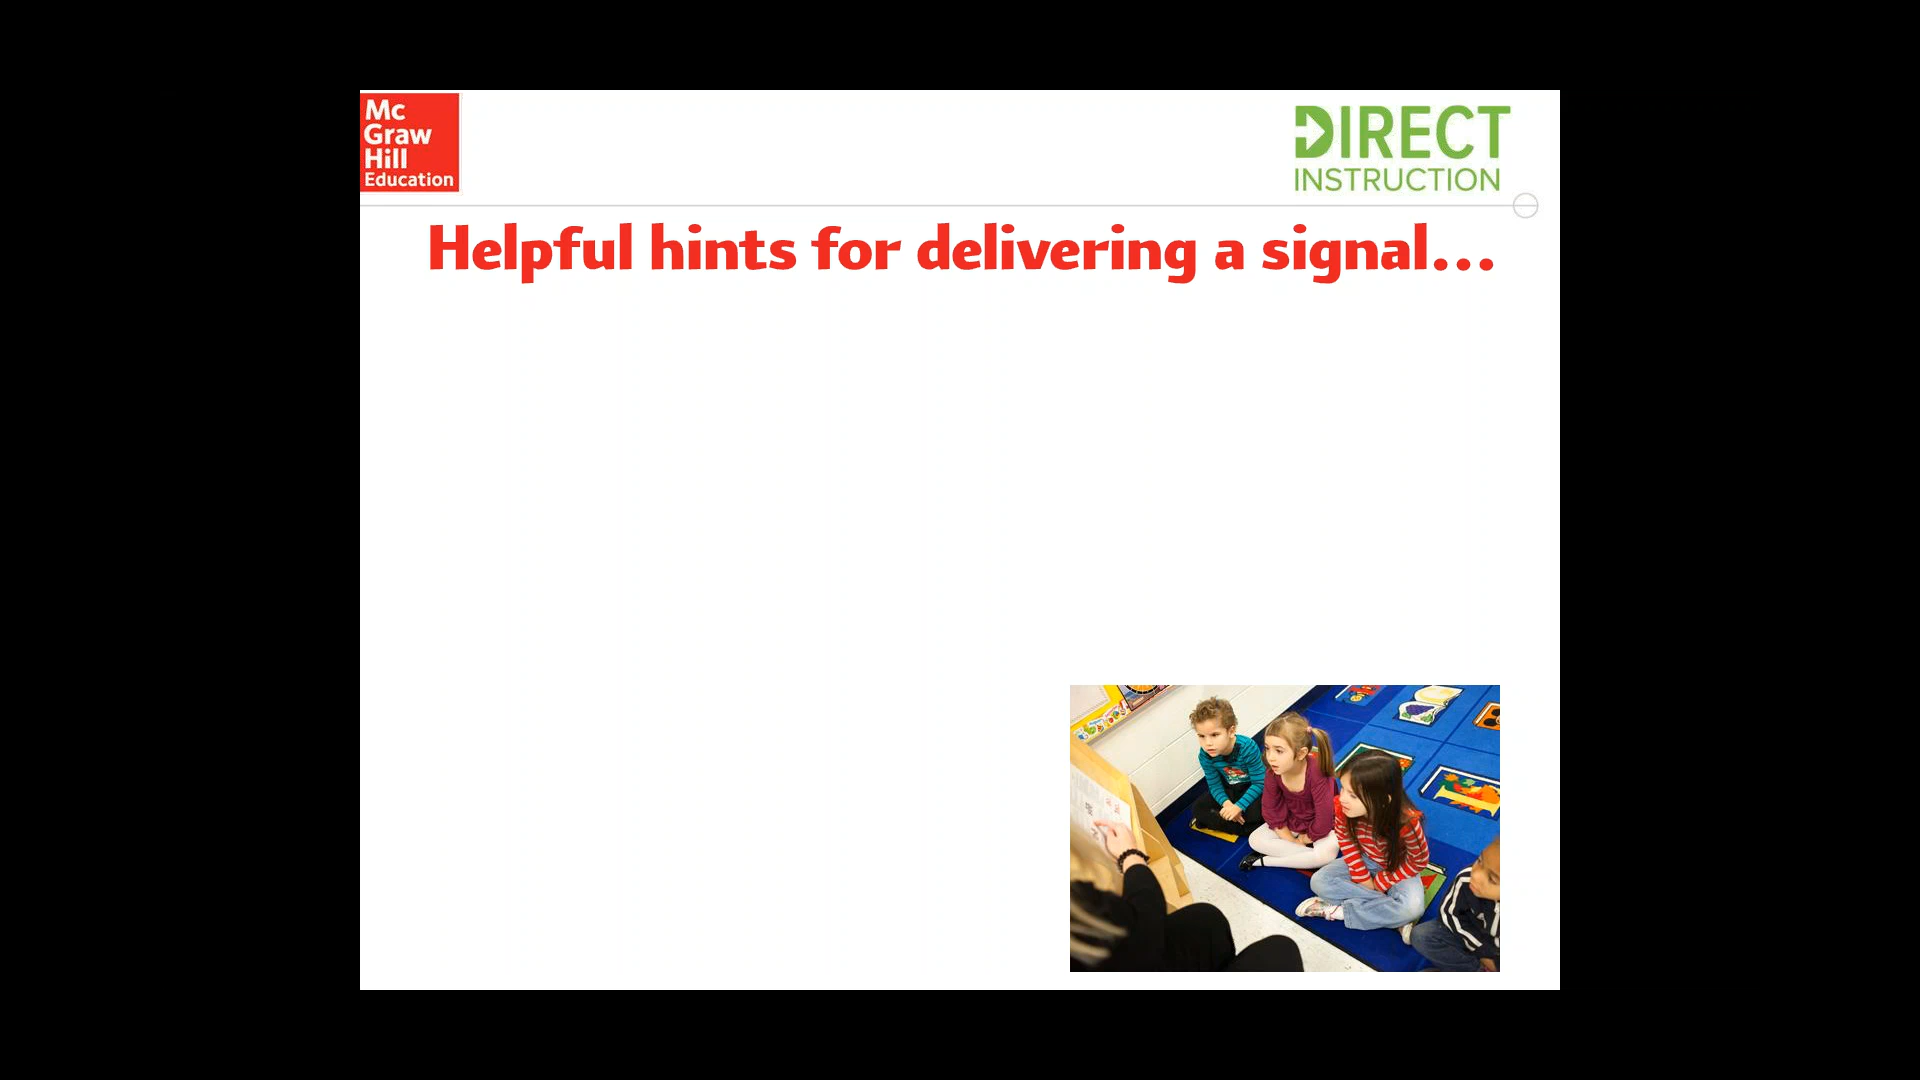 Mc
Graw
Hill
Education
DIRECT
INSTRUCTION
Helpful hints for delivering a signal...